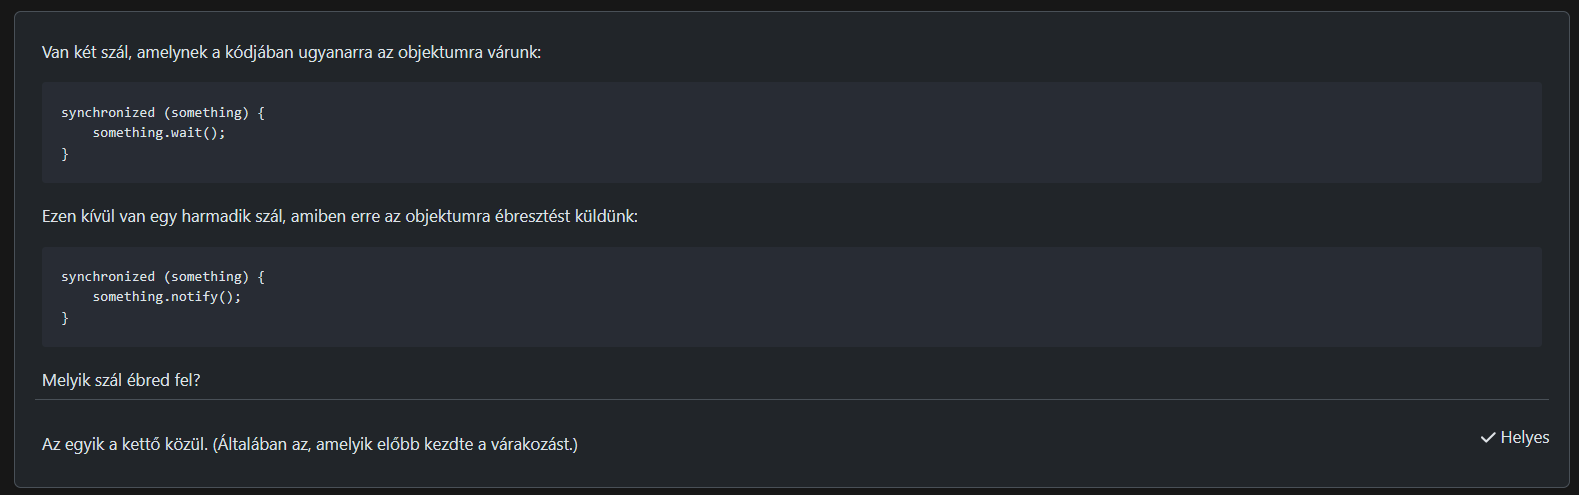 Van két szál, amelynek a kódjában ugyanarra az objektumra várunk:
synchronized (something) {
    something.wait();
}
Ezen kívül van egy harmadik szál, amiben erre az objektumra ébresztést küldünk:
synchronized (something) {
    something.notify();
}
Melyik szál ébred fel?
Az egyik a kettő közül. (Általában az, amelyik előbb kezdte a várakozást.)
✓ Helyes